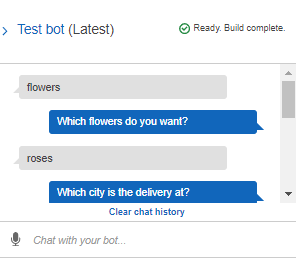 Test bot (Latest)
Ready. Build complete.
flowers
Which flowers do you want?
roses
Which city is the delivery at?
Clear chat history
Chat with your bot...